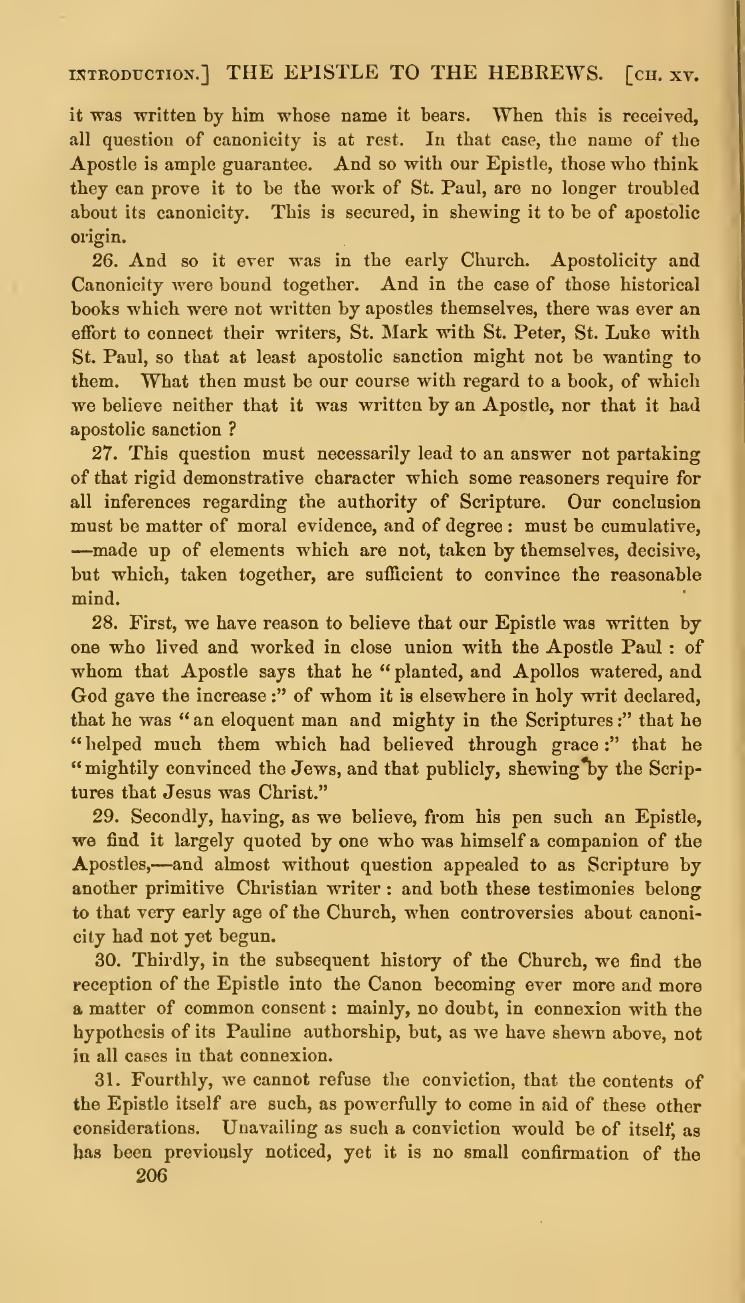 INTRODUCTION.] THE EPISTLE TO THE HEBREWS. [CH. XV.
it was written by him whose name it bears. When this is received,
all question of canonicity is at rest. In that case, the name of the
Apostle is ample guarantee. And so with our Epistle, those who think
they can prove it to be the work of St. Paul, are no longer troubled
about its canonicity. This is secured, in shewing it to be of apostolic
origin.
26. And so it ever was in the early Church. Apostolicity and
Canonicity were bound together. And in the case of those historical
books which were not written by apostles themselves, there was ever an
effort to connect their writers, St. Mark with St. Peter, St. Luke with
St. Paul, so that at least apostolic sanction might not be wanting to
them. What then must be our course with regard to a book, of which
we believe neither that it was written by an Apostle, nor that it had
apostolic sanction ?
27. This question must necessarily lead to an answer not partaking
of that rigid demonstrative character which some reasoners require for
all inferences regarding the authority of Scripture. Our conclusion
must be matter of moral evidence, and of degree : must be cumulative,
—made up of elements which are not, taken by themselves, decisive,
but which, taken together, are sufficient to convince the reasonable
mind.
28. First, we have reason to believe that our Epistle was written by
one who lived and worked in close union with the Apostle Paul : of
whom that Apostle says that he “planted, and Apollos watered, and
God gave the increase :” of whom it is elsewhere in holy writ declared,
that he was “an eloquent man and mighty in the Scriptures :” that he
“helped much them which had believed through grace :” that he
“mightily convinced the Jews, and that publicly, shewing by the Scrip-
tures that Jesus was Christ.”
29. Secondly, having, as we believe, from his pen such an Epistle,
we find it largely quoted by one who was himself a companion of the
Apostles,—and almost without question appealed to as Scripture by
another primitive Christian writer : and both these testimonies belong
to that very early age of the Church, when controversies about canoni-
city had not yet begun.
30. Thirdly, in the subsequent history of the Church, we find the
reception of the Epistle into the Canon becoming ever more and more
a matter of common consent : mainly, no doubt, in connexion with the
hypothesis of its Pauline authorship, but, as we have shewn above, not
in all cases in that connexion.
31. Fourthly, we cannot refuse the conviction, that the contents of
the Epistle itself are such, as powerfully to come in aid of these other
considerations. Unavailing as such a conviction would be of itself, as
has been previously noticed, yet it is no small confirmation of the
206